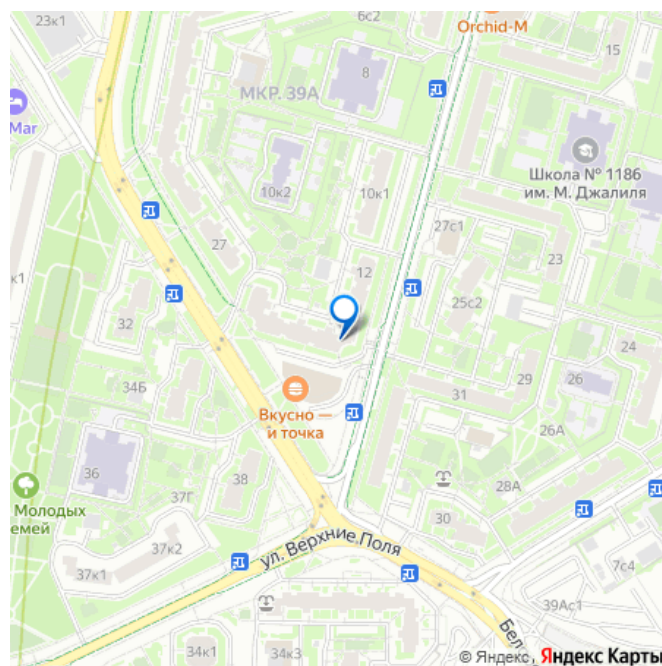 23к1
6с2
Orchid-M
15
8
МКР. 39А
Mar
Школа № 1186
им. М. Джалиля
10к2
10к1
27с1
27
23
12
к1
25с2
32
24
34Б
29
26
31
Вкусно —
и точка
26А
36
38
28А
37Г
Молодых
емей
30
ул. Верхние Поля
37к2
37к1
7с4
39Ас1
Бел
34к1
34к3
© Яндекс, Яндекс Карты